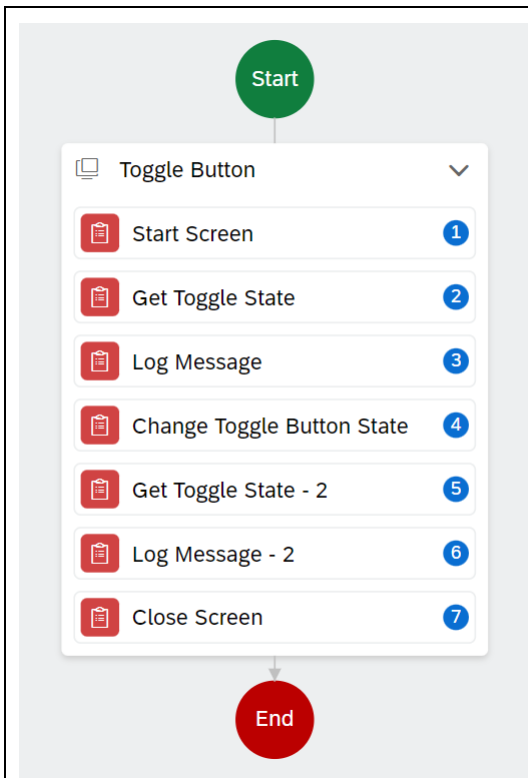 Start
Toggle Button
Start Screen 1
Get Toggle State 2
Log Message 3
Change Toggle Button State 4
Get Toggle State - 2 5
Log Message - 2 6
Close Screen 7
End